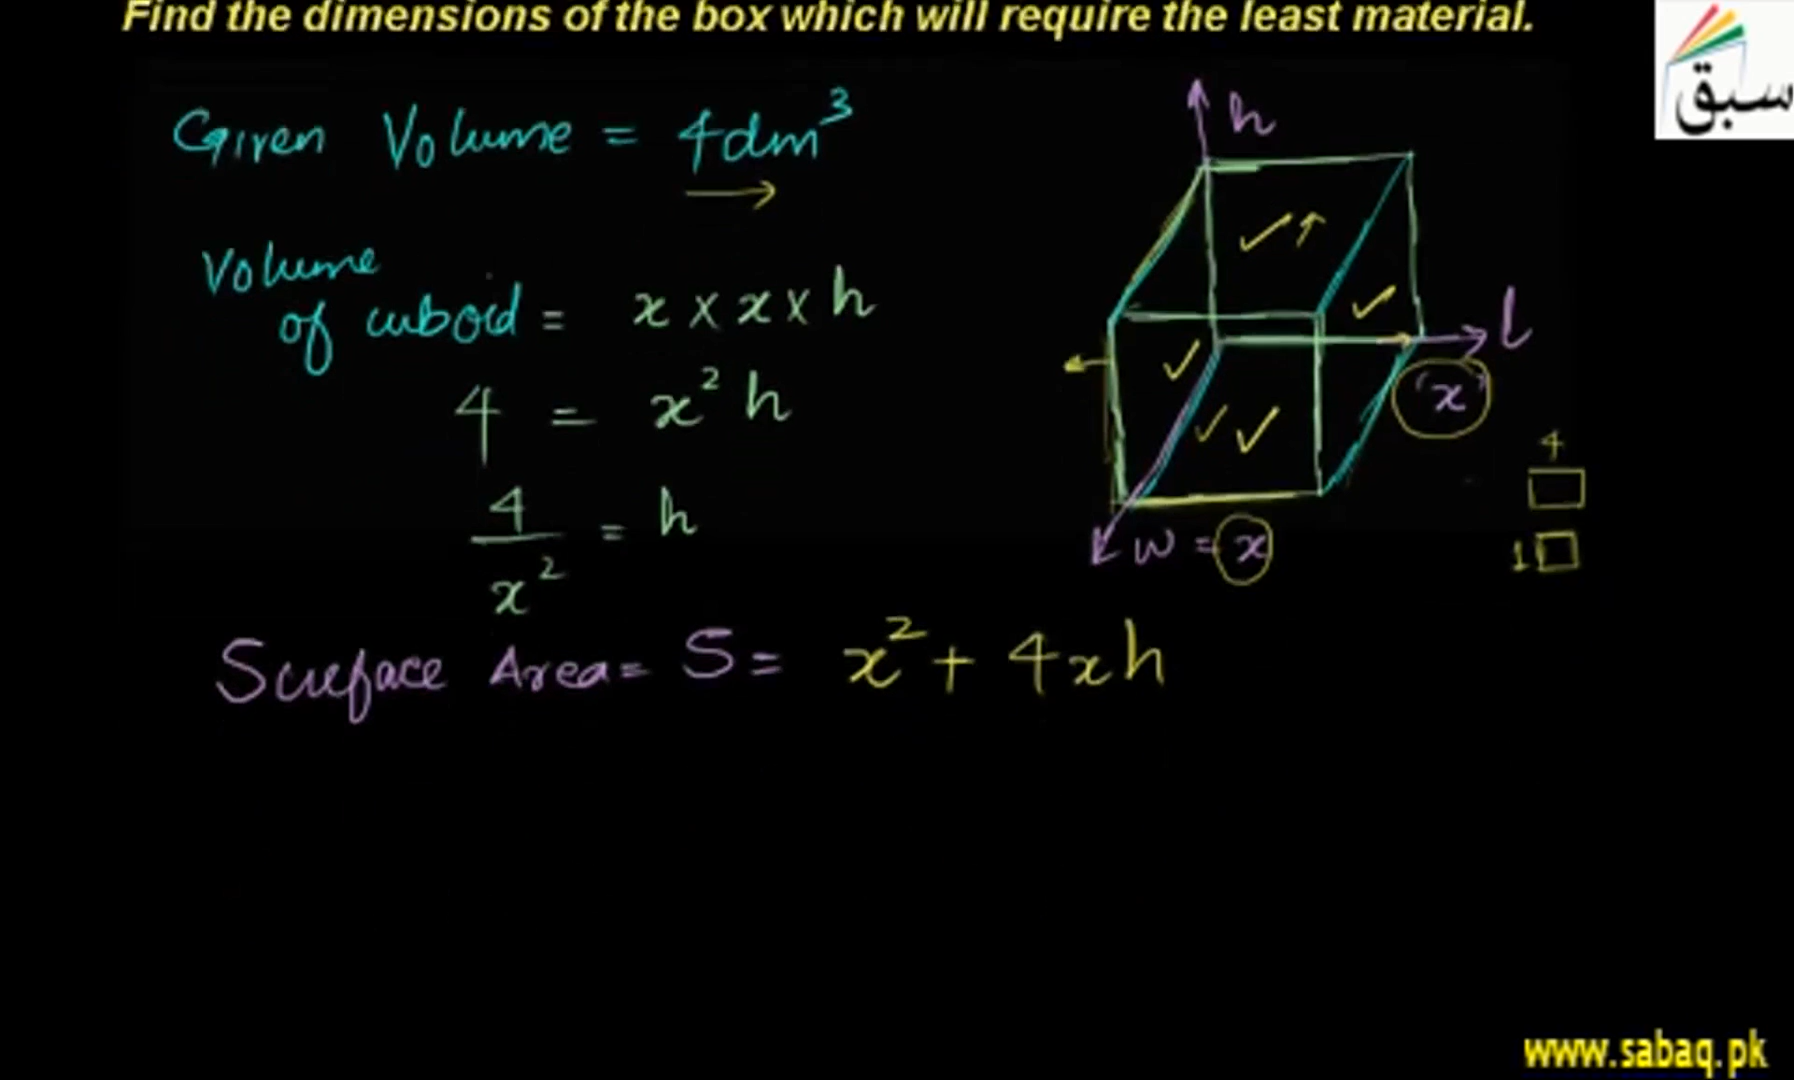 Find the dimensions of the box which will require the least material.
سبق
Given Volume = 4dm³
h
Volume
of cuboid = x × x × h
l
4 = x² h
(x)
4
4/x² = h
1
w = x
Surface Area = S = x² + 4xh
www.sabaq.pk